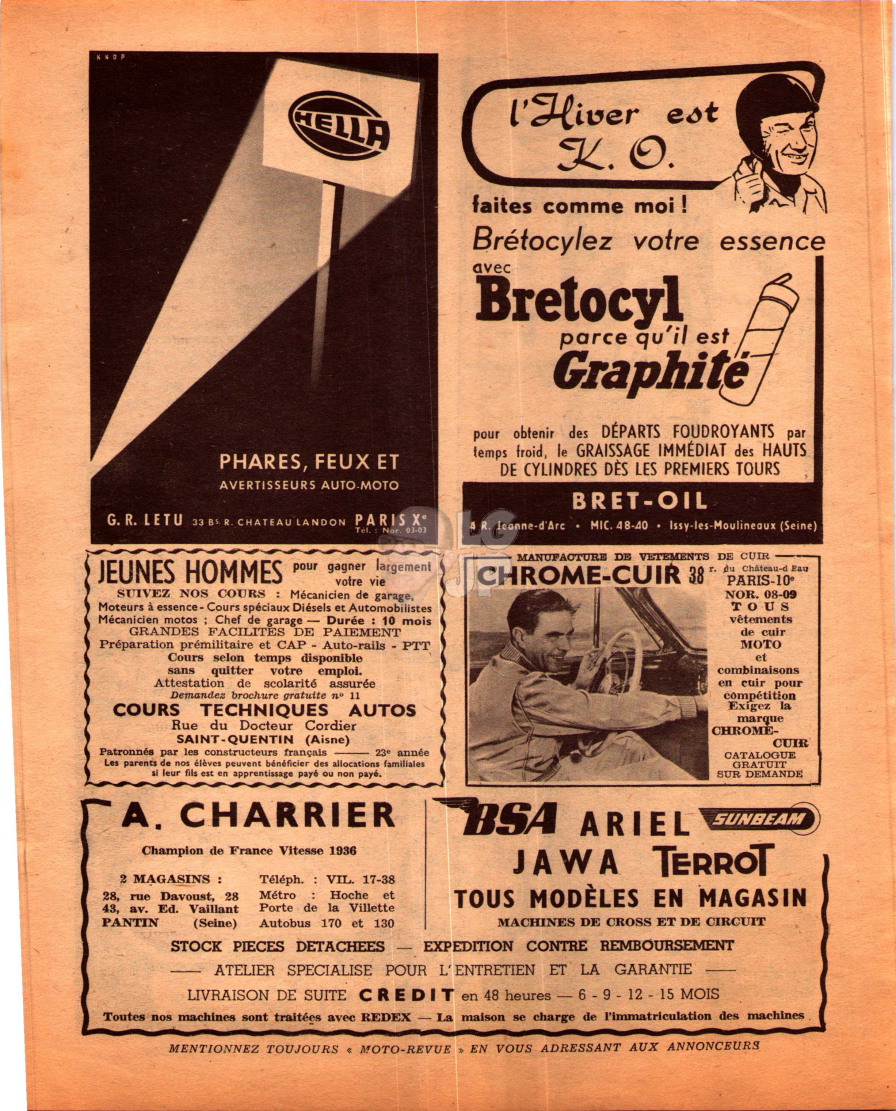 KNOP
HELLA
PHARES, FEUX ET
AVERTISSEURS AUTO-MOTO
G. R. LETU 33 Bis R. CHATEAU LANDON PARIS Xe
Tél. : Nor. 03-03
l'Hiver est
K. O.
faites comme moi !
Brétocylez votre essence
avec
Bretocyl
parce qu'il est
Graphité
pour obtenir des DÉPARTS FOUDROYANTS par
temps froid, le GRAISSAGE IMMÉDIAT des HAUTS
DE CYLINDRES DÈS LES PREMIERS TOURS
BRET-OIL
4 R. Jeanne-d'Arc • MIC. 48-40 • Issy-les-Moulineaux (Seine)
LG
JF
JEUNES HOMMES pour gagner largement
votre vie
SUIVEZ NOS COURS : Mécanicien de garage,
Moteurs à essence - Cours spéciaux Diésels et Automobilistes
Mécanicien motos ; Chef de garage — Durée : 10 mois
GRANDES FACILITES DE PAIEMENT
Préparation prémilitaire et CAP - Auto-rails - PTT
Cours selon temps disponible
sans quitter votre emploi.
Attestation de scolarité assurée
Demandez brochure gratutte no 11
COURS TECHNIQUES AUTOS
Rue du Docteur Cordier
SAINT-QUENTIN (Aisne)
Patronnés par les constructeurs français — 23e année
Les parents de nos élèves peuvent bénéficier des allocations familiales
si leur fils est en apprentissage payé ou non payé.
MANUFACTURE DE VETEMENTS DE CUIR
CHROME-CUIR 38 r. du Château-d Eau
PARIS-10e
NOR. 08-09
TOUS
vêtements
de cuir
MOTO
et
combinaisons
en cuir pour
compétition
Exigez la
marque
CHROME-
CUIR
CATALOGUE
GRATUIT
SUR DEMANDE
A. CHARRIER
Champion de France Vitesse 1936
2 MAGASINS :
28, rue Davoust, 28
43, av. Ed. Vaillant
PANTIN (Seine)
Téléph. : VIL. 17-38
Métro : Hoche et
Porte de la Villette
Autobus 170 et 130
BSA ARIEL SUNBEAM
JAWA TERROT
TOUS MODÈLES EN MAGASIN
MACHINES DE CROSS ET DE CIRCUIT
STOCK PIECES DETACHEES — EXPEDITION CONTRE REMBOURSEMENT
— ATELIER SPECIALISE POUR L'ENTRETIEN ET LA GARANTIE —
LIVRAISON DE SUITE CREDIT en 48 heures — 6 - 9 - 12 - 15 MOIS
Toutes nos machines sont traitées avec REDEX — La maison se charge de l'immatriculation des machines
MENTIONNEZ TOUJOURS « MOTO-REVUE » EN VOUS ADRESSANT AUX ANNONCEURS